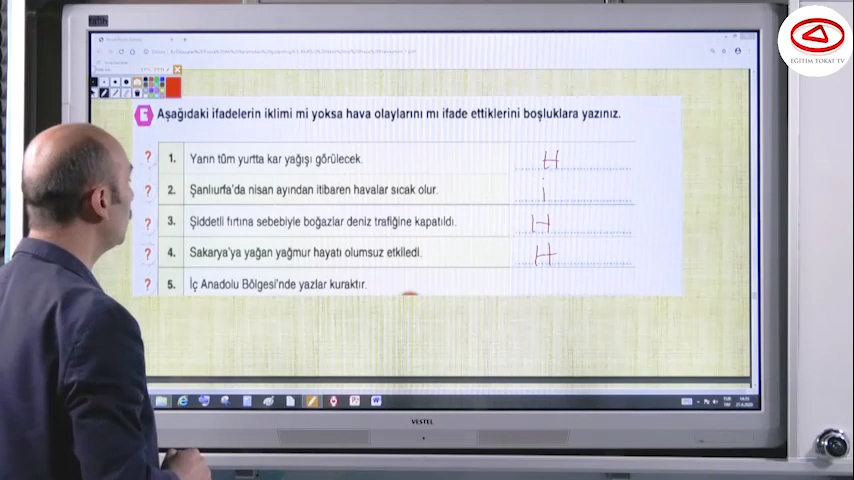 EĞİTİM TOKAT TV
E Aşağıdaki ifadelerin iklimi mi yoksa hava olaylarını mı ifade ettiklerini boşluklara yazınız.
? 1. Yarın tüm yurtta kar yağışı görülecek. H
? 2. Şanlıurfa'da nisan ayından itibaren havalar sıcak olur. i
? 3. Şiddetli fırtına sebebiyle boğazlar deniz trafiğine kapatıldı. H
? 4. Sakarya'ya yağan yağmur hayatı olumsuz etkiledi. H
? 5. İç Anadolu Bölgesi'nde yazlar kuraktır.
VESTEL